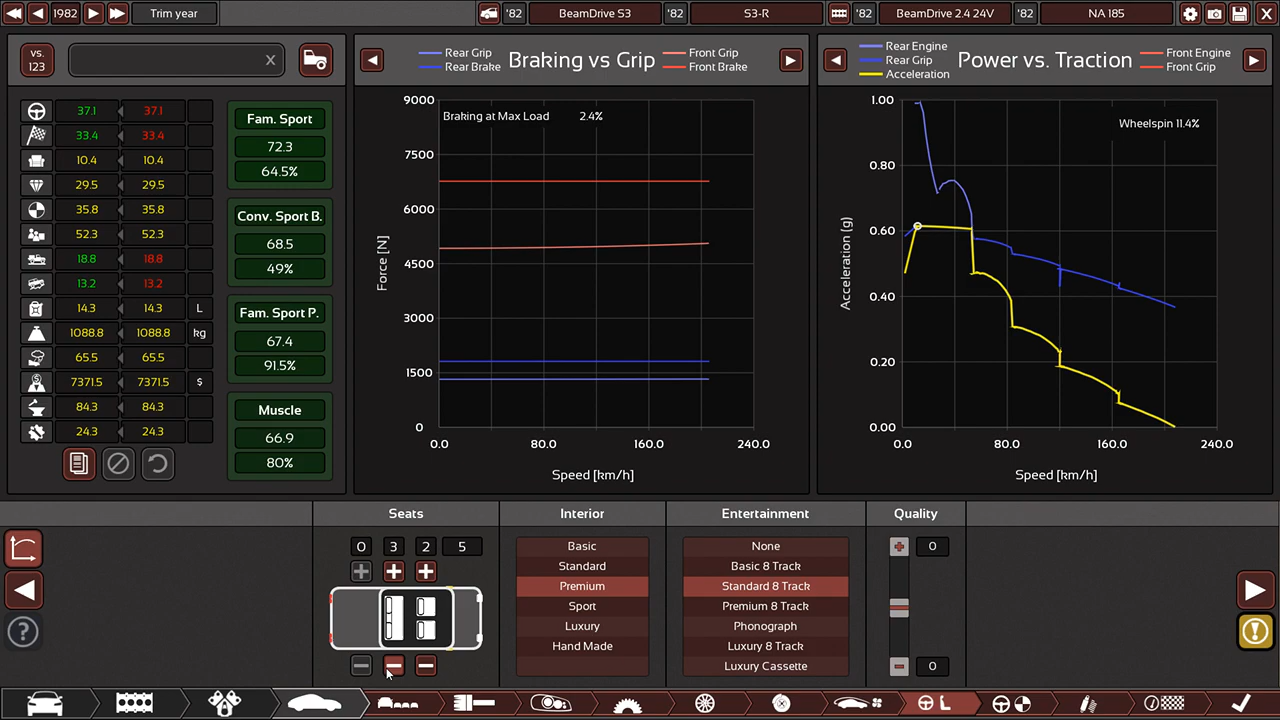 1982 Trim year '82 BeamDrive S3 '82 S3-R '82 BeamDrive 2.4 24V '82 NA 185
vs.
123
x
37.1 37.1
33.4 33.4
10.4 10.4
29.5 29.5
35.8 35.8
52.3 52.3
18.8 18.8
13.2 13.2
14.3 14.3 L
1088.8 1088.8 kg
65.5 65.5
7371.5 7371.5 $
84.3 84.3
24.3 24.3
Fam. Sport
72.3
64.5%
Conv. Sport B.
68.5
49%
Fam. Sport P.
67.4
91.5%
Muscle
66.9
80%
Rear Grip
Rear Brake
Braking vs Grip
Front Grip
Front Brake
Braking at Max Load 2.4%
9000
7500
6000
4500
3000
1500
0
Force [N]
0.0 80.0 160.0 240.0
Speed [km/h]
Rear Engine
Rear Grip
Acceleration
Power vs. Traction
Front Engine
Front Grip
Wheelspin 11.4%
1.00
0.80
0.60
0.40
0.20
0.00
Acceleration (g)
0.0 80.0 160.0 240.0
Speed [km/h]
Seats
0 3 2 5
Interior
Basic
Standard
Premium
Sport
Luxury
Hand Made
Entertainment
None
Basic 8 Track
Standard 8 Track
Premium 8 Track
Phonograph
Luxury 8 Track
Luxury Cassette
Quality
0
0
?